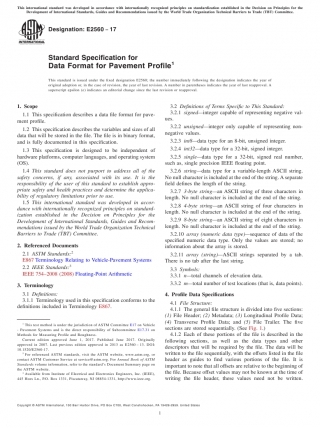 This international standard was developed in accordance with internationally recognized principles on standardization established in the Decision on Principles for the
Development of International Standards, Guides and Recommendations issued by the World Trade Organization Technical Barriers to Trade (TBT) Committee.
Designation: E2560 - 17
INTERNATIONAL
Standard Specification for
Data Format for Pavement Profile1
This standard is issued under the fixed designation E2560; the number immediately following the designation indicates the year of
original adoption or, in the case of revision, the year of last revision. A number in parentheses indicates the year of last reapproval. A
superscript epsilon (ε) indicates an editorial change since the last revision or reapproval.
1. Scope
1.1 This specification describes a data file format for pavement
profile.
1.2 This specification describes the variables and sizes of all
data that will be stored in the file. The file is in binary format,
and is fully documented in this specification.
1.3 This specification is designed to be independent of
hardware platforms, computer languages, and operating system
(OS).
1.4 This standard does not purport to address all of the
safety concerns, if any, associated with its use. It is the
responsibility of the user of this standard to establish appropriate
safety and health practices and determine the applicability
of regulatory limitations prior to use.
1.5 This international standard was developed in accordance
with internationally recognized principles on standardization
established in the Decision on Principles for the
Development of International Standards, Guides and Recommendations
issued by the World Trade Organization Technical
Barriers to Trade (TBT) Committee.
2. Referenced Documents
2.1 ASTM Standards:2
E867 Terminology Relating to Vehicle-Pavement Systems
2.2 IEEE Standards:3
IEEE 754–2008 (2008) Floating-Point Arithmetic
3. Terminology
3.1 Definitions:
3.1.1 Terminology used in this specification conforms to the
definitions included in Terminology E867.
1 This test method is under the jurisdiction of ASTM Committee E17 on Vehicle
- Pavement Systems and is the direct responsibility of Subcommittee E17.31 on
Methods for Measuring Profile and Roughness.
Current edition approved June 1, 2017. Published June 2017. Originally
approved in 2007. Last previous edition approved in 2013 as E2560 – 13. DOI:
10.1520/E2560-17.
2 For referenced ASTM standards, visit the ASTM website, www.astm.org, or
contact ASTM Customer Service at service@astm.org. For Annual Book of ASTM
Standards volume information, refer to the standard's Document Summary page on
the ASTM website.
3 Available from Institute of Electrical and Electronics Engineers, Inc. (IEEE),
445 Hoes Ln., P.O. Box 1331, Piscataway, NJ 08854-1331, http://www.ieee.org.
3.2 Definitions of Terms Specific to This Standard:
3.2.1 signed—integer capable of representing negative values.
3.2.2 unsigned—integer only capable of representing non-negative
values.
3.2.3 int8—data type for an 8-bit, unsigned integer.
3.2.4 int32—data type for a 32-bit, signed integer.
3.2.5 single—data type for a 32-bit, signed real number,
such as, single precision floating point.
3.2.6 string—data type for a variable-length ASCII string.
No null character is included at the end of the string. A separate
field defines the length of the string.
3.2.7 3-byte string—an ASCII string of three characters in
length. No null character is included at the end of the string.
3.2.8 4-byte string—an ASCII string of four characters in
length. No null character is included at the end of the string.
3.2.9 8-byte string—an ASCII string of eight characters in
length. No null character is included at the end of the string.
3.2.10 array (numeric data type)—sequence of data of the
specified numeric data type. Only the values are stored; no
information about the array is stored.
3.2.11 array (string)—ASCII strings separated by a tab.
There is no tab after the last string.
3.3 Symbols:
3.3.1 n—total channels of elevation data.
3.3.2 m—total number of test locations (that is, data points).
4. Profile Data Specifications
4.1 File Structure:
4.1.1 The general file structure is divided into five sections:
(1) File Header; (2) Metadata; (3) Longitudinal Profile Data;
(4) Transverse Profile Data; and (5) File Trailer. The five
sections are saved sequentially. (See Fig. 1.)
4.1.2 Each of these portions of the file is described in the
following sections, as well as the data types and other
descriptors that will be required for the file. The data will be
written to the file sequentially, with the offsets listed in the file
header as guides to find various portions of the file. It is
important to note that all offsets are relative to the beginning of
the file. Because offset values may not be known at the time of
writing the file header, these values need not be written.
Copyright © ASTM International, 100 Barr Harbor Drive, PO Box C700, West Conshohocken, PA 19428-2959. United States
1